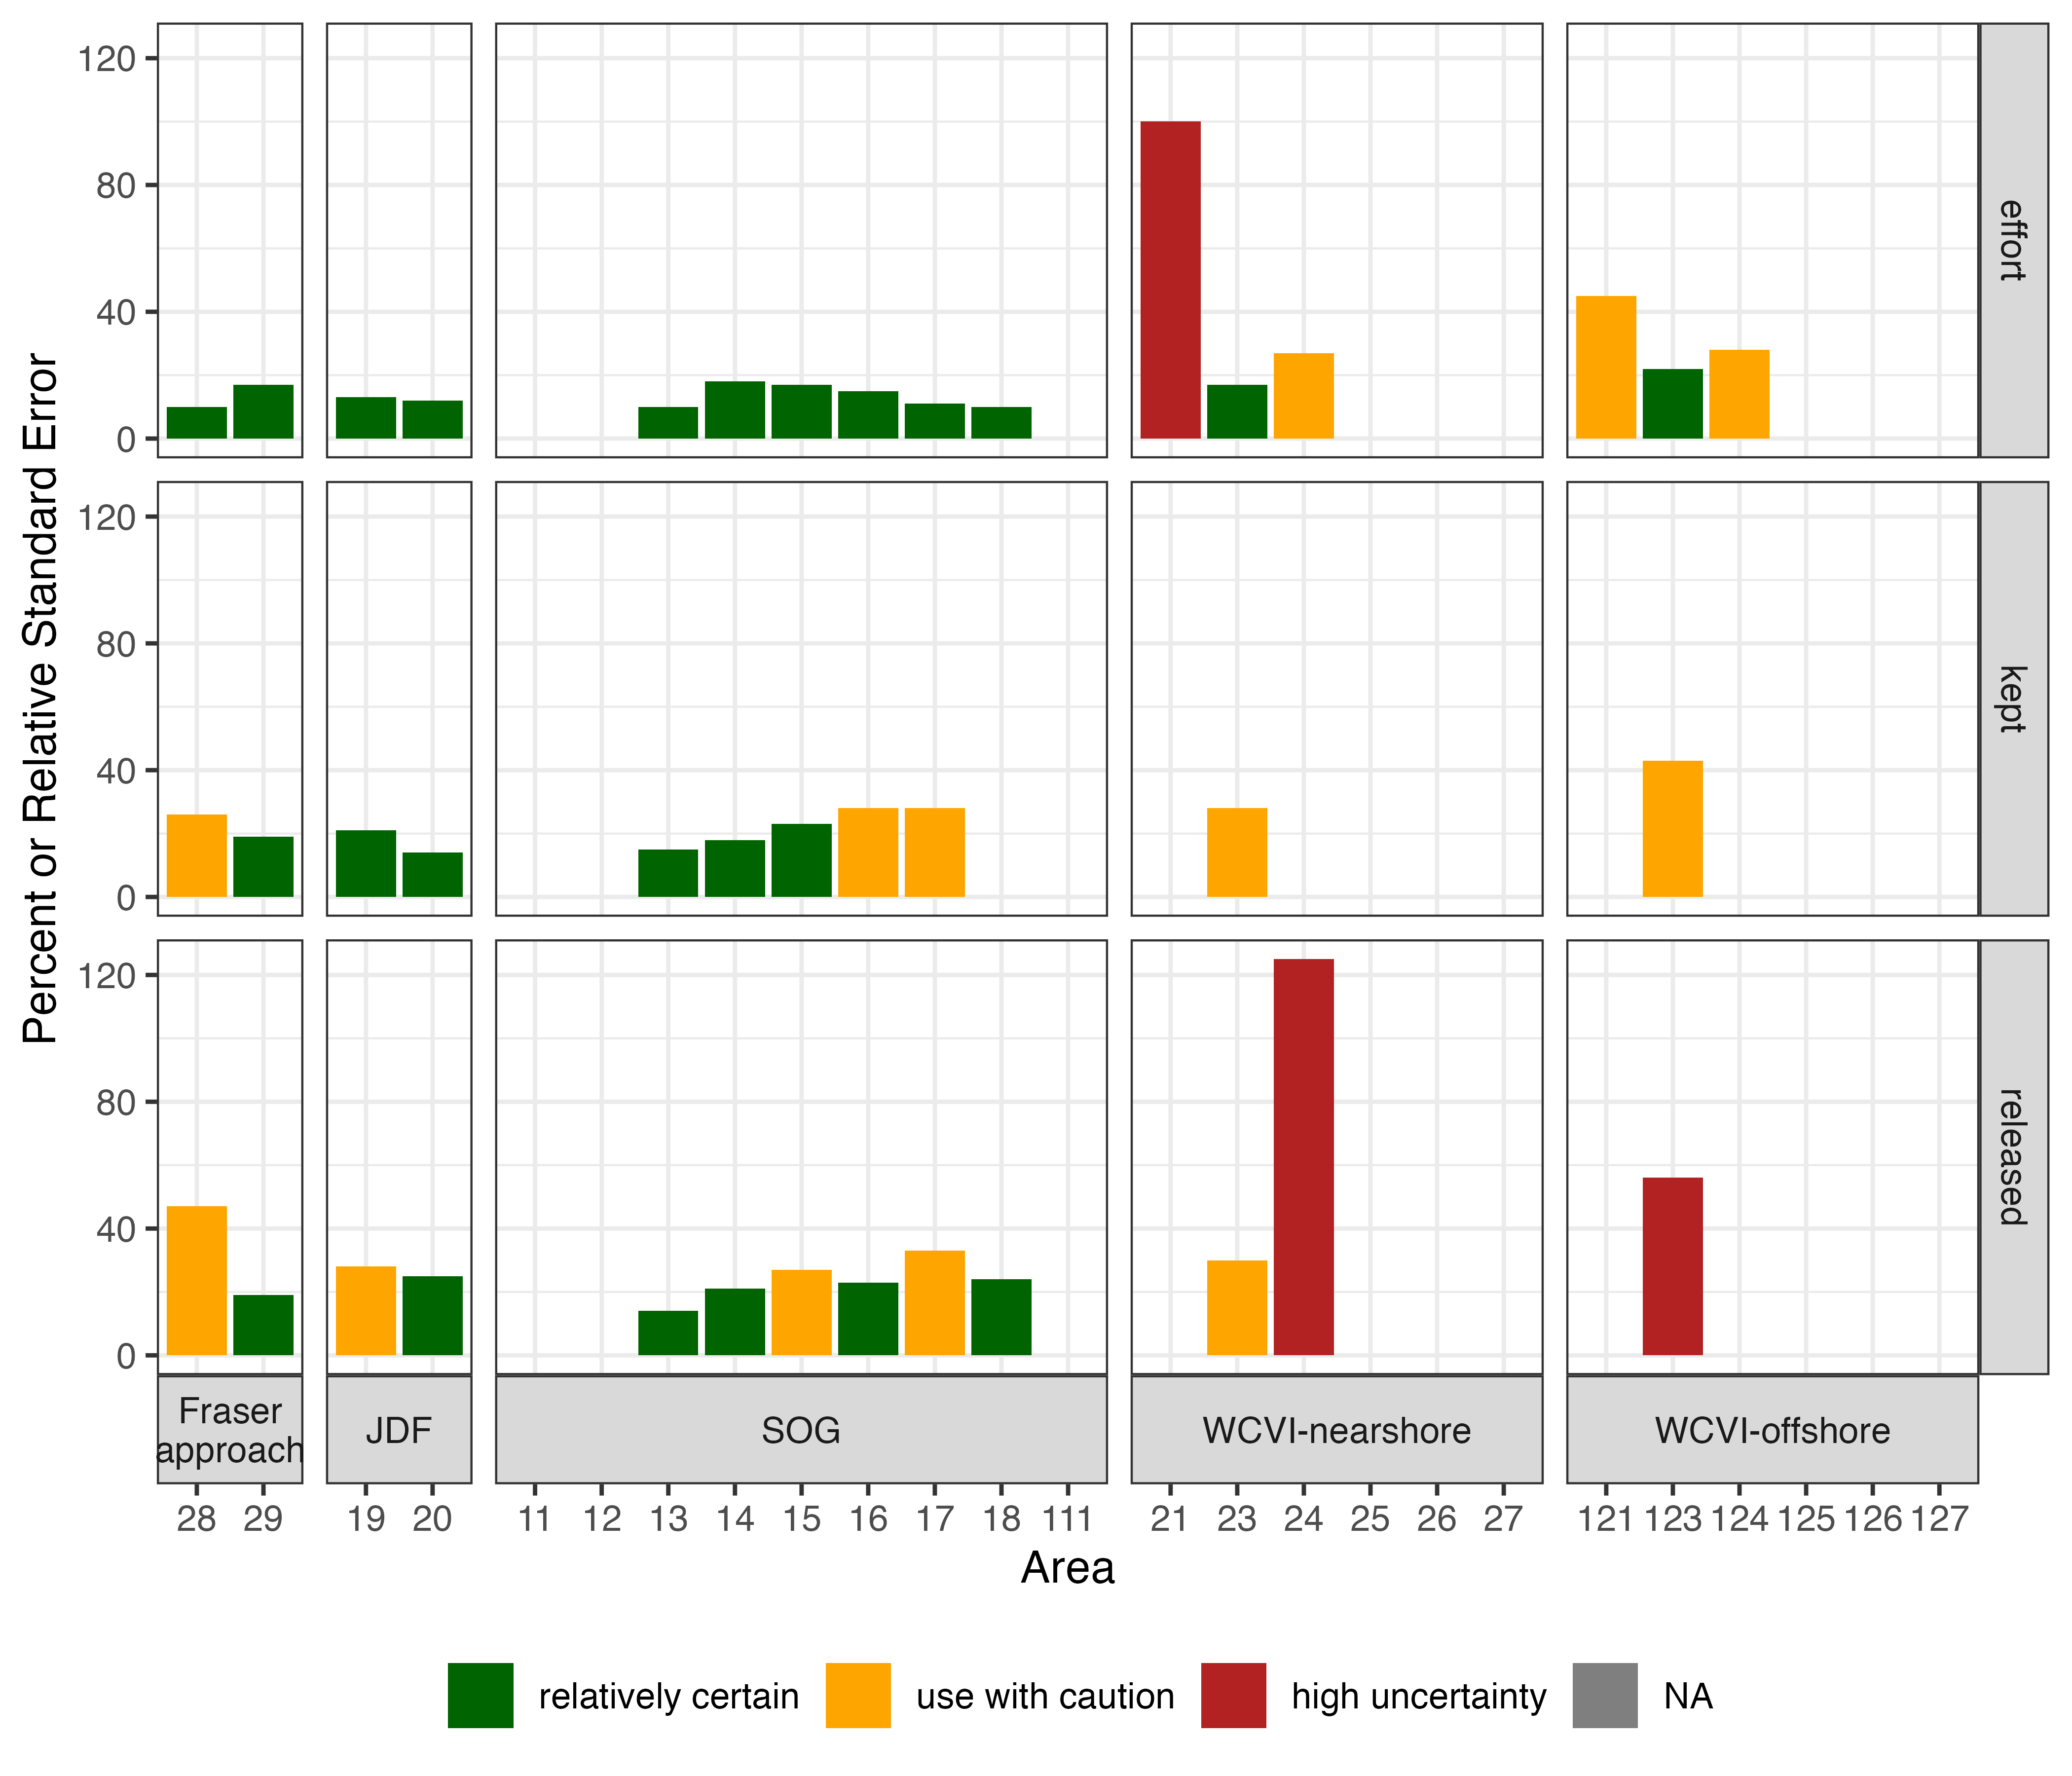 Percent or Relative Standard Error
120
80
40
0
effort
120
80
40
0
kept
120
80
40
0
released
Fraser
approach
JDF
SOG
WCVI-nearshore
WCVI-offshore
28 29 19 20 11 12 13 14 15 16 17 18 111 21 23 24 25 26 27 121 123 124 125 126 127
Area
relatively certain use with caution high uncertainty NA